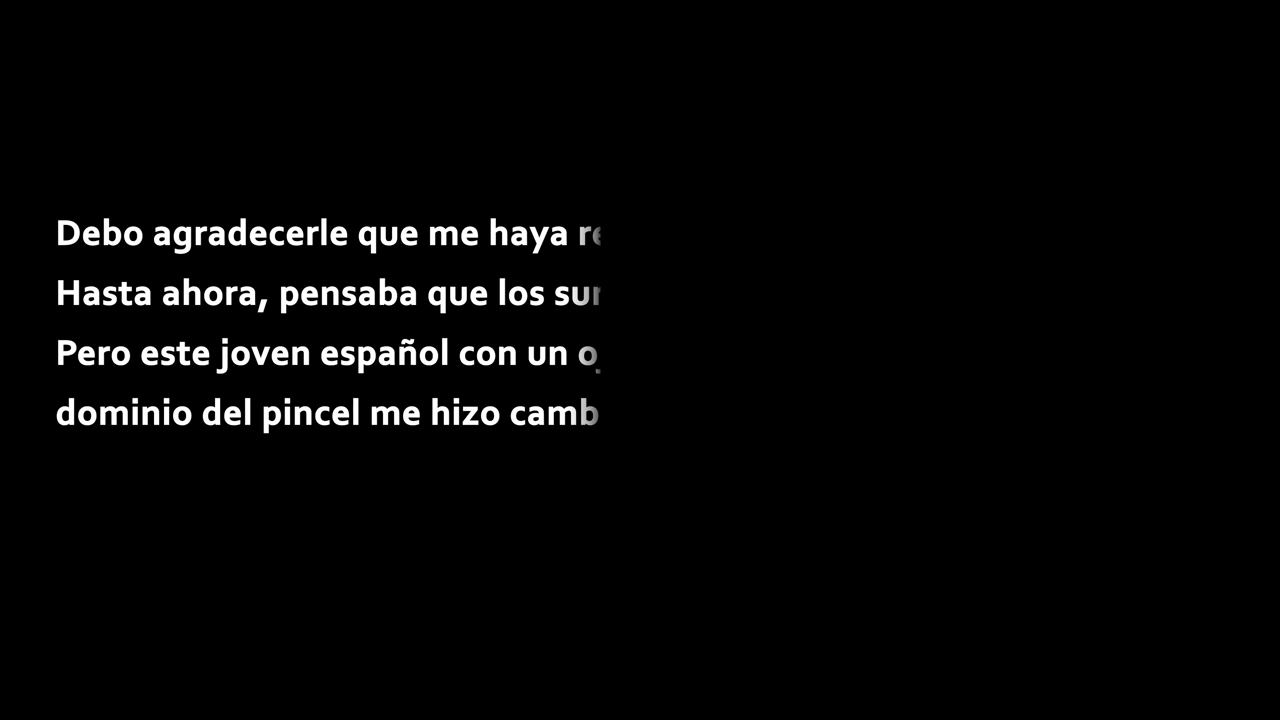 Debo agradecerle que me haya
Hasta ahora, pensaba que los
Pero este joven español con un
dominio del pincel me hizo